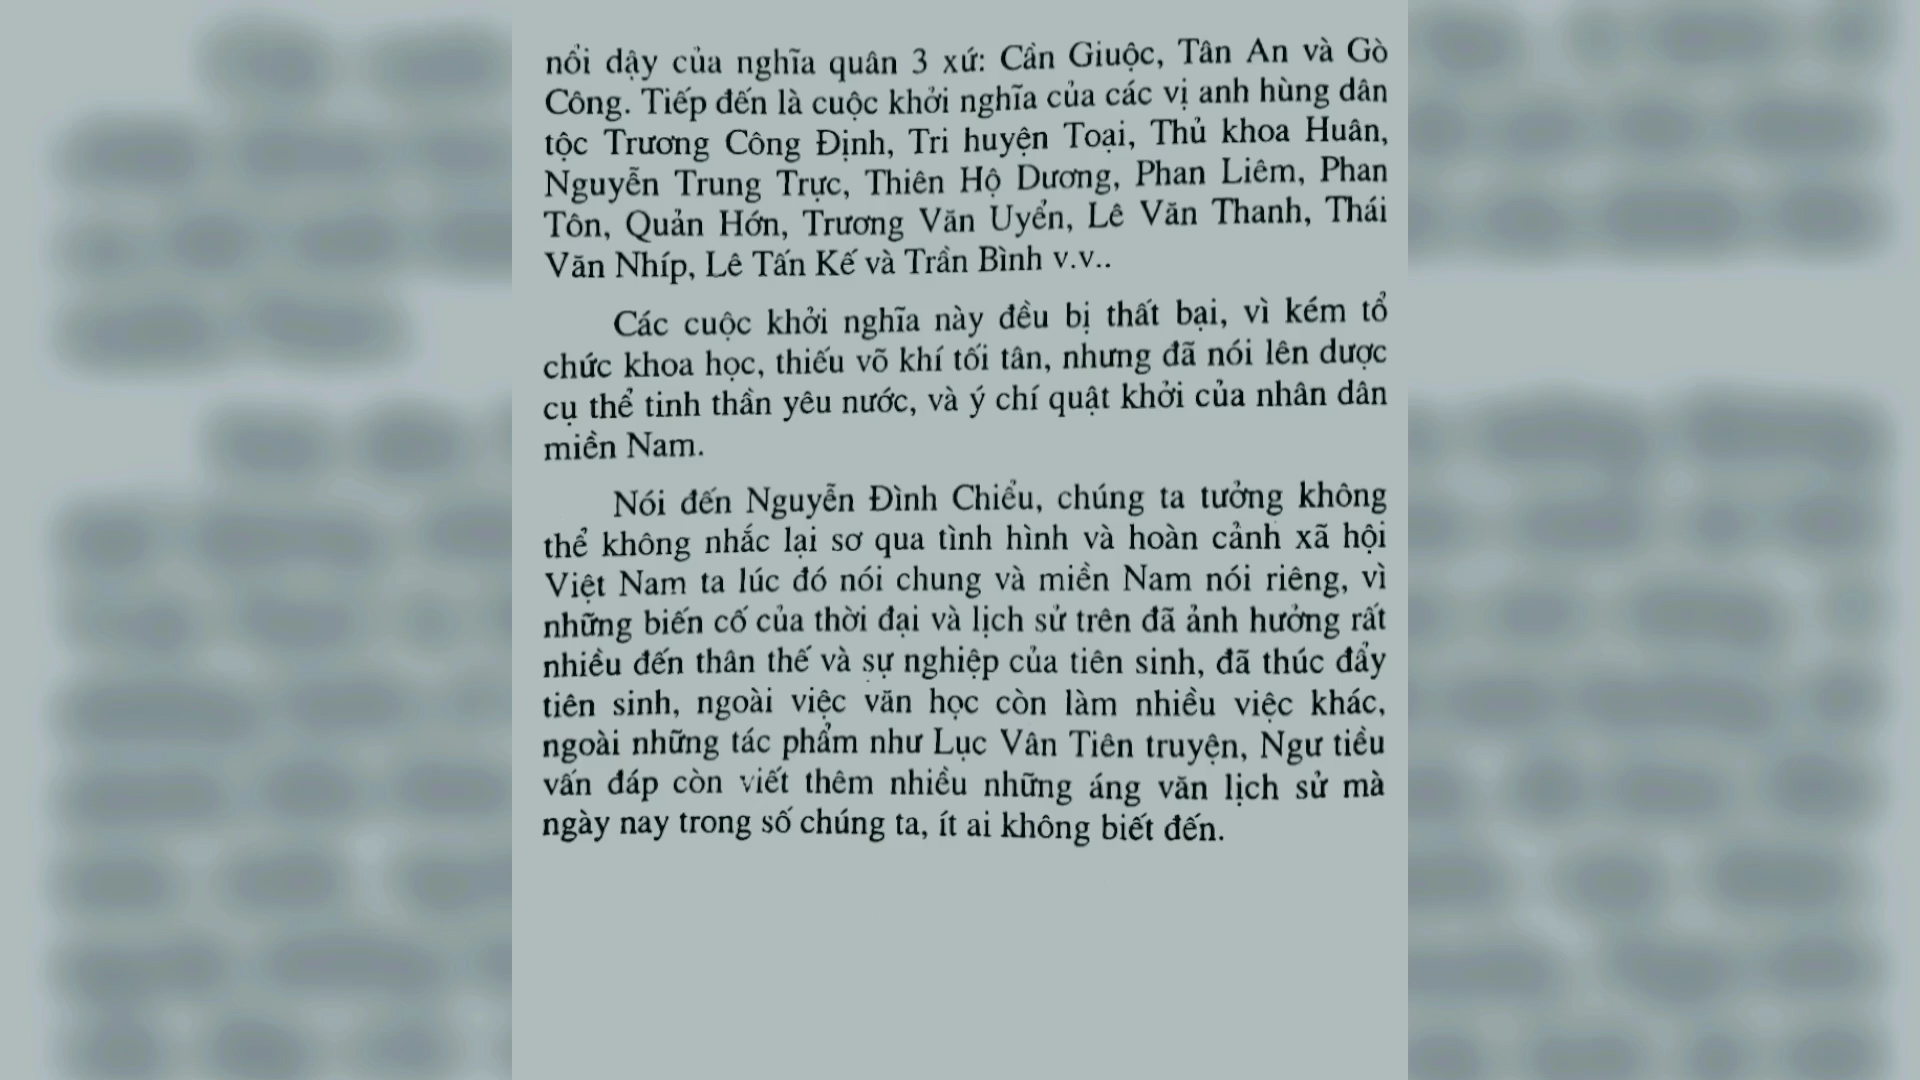 nổi dậy của nghĩa quân 3 xứ: Cần Giuộc, Tân An và Gò
Công. Tiếp đến là cuộc khởi nghĩa của các vị anh hùng dân
tộc Trương Công Định, Tri huyện Toại, Thủ khoa Huân,
Nguyễn Trung Trực, Thiên Hộ Dương, Phan Liêm, Phan
Tôn, Quản Hớn, Trương Văn Uyển, Lê Văn Thanh, Thái
Văn Nhíp, Lê Tấn Kế và Trần Bình v.v..
Các cuộc khởi nghĩa này đều bị thất bại, vì kém tổ
chức khoa học, thiếu võ khí tối tân, nhưng đã nói lên dược
cụ thể tinh thần yêu nước, và ý chí quật khởi của nhân dân
miền Nam.
Nói đến Nguyễn Đình Chiểu, chúng ta tưởng không
thể không nhắc lại sơ qua tình hình và hoàn cảnh xã hội
Việt Nam ta lúc đó nói chung và miền Nam nói riêng, vì
những biến cố của thời đại và lịch sử trên đã ảnh hưởng rất
nhiều đến thân thế và sự nghiệp của tiên sinh, đã thúc đẩy
tiên sinh, ngoài việc văn học còn làm nhiều việc khác,
ngoài những tác phẩm như Lục Vân Tiên truyện, Ngư tiều
vấn đáp còn viết thêm nhiều những áng văn lịch sử mà
ngày nay trong số chúng ta, ít ai không biết đến.